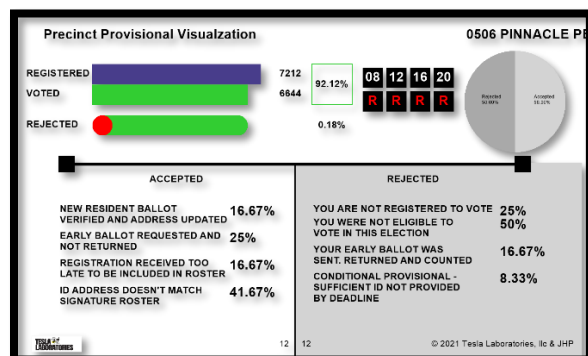 Precinct Provisional Visualzation
0506 PINNACLE PE
REGISTERED 7212
VOTED 6644
92.12%
08 12 16 20
R R R R
REJECTED 0.18%
Rejected
Accepted
ACCEPTED
NEW RESIDENT BALLOT
VERIFIED AND ADDRESS UPDATED 16.67%
EARLY BALLOT REQUESTED AND
NOT RETURNED 25%
REGISTRATION RECEIVED TOO
LATE TO BE INCLUDED IN ROSTER 16.67%
ID ADDRESS DOESN'T MATCH
SIGNATURE ROSTER 41.67%
REJECTED
YOU ARE NOT REGISTERED TO VOTE 25%
YOU WERE NOT ELIGIBLE TO
VOTE IN THIS ELECTION 50%
YOUR EARLY BALLOT WAS
SENT. RETURNED AND COUNTED 16.67%
CONDITIONAL PROVISIONAL -
SUFFICIENT ID NOT PROVIDED
BY DEADLINE 8.33%
TESLA
LABORATORIES
12 12
© 2021 Tesla Laboratories, llc & JHP